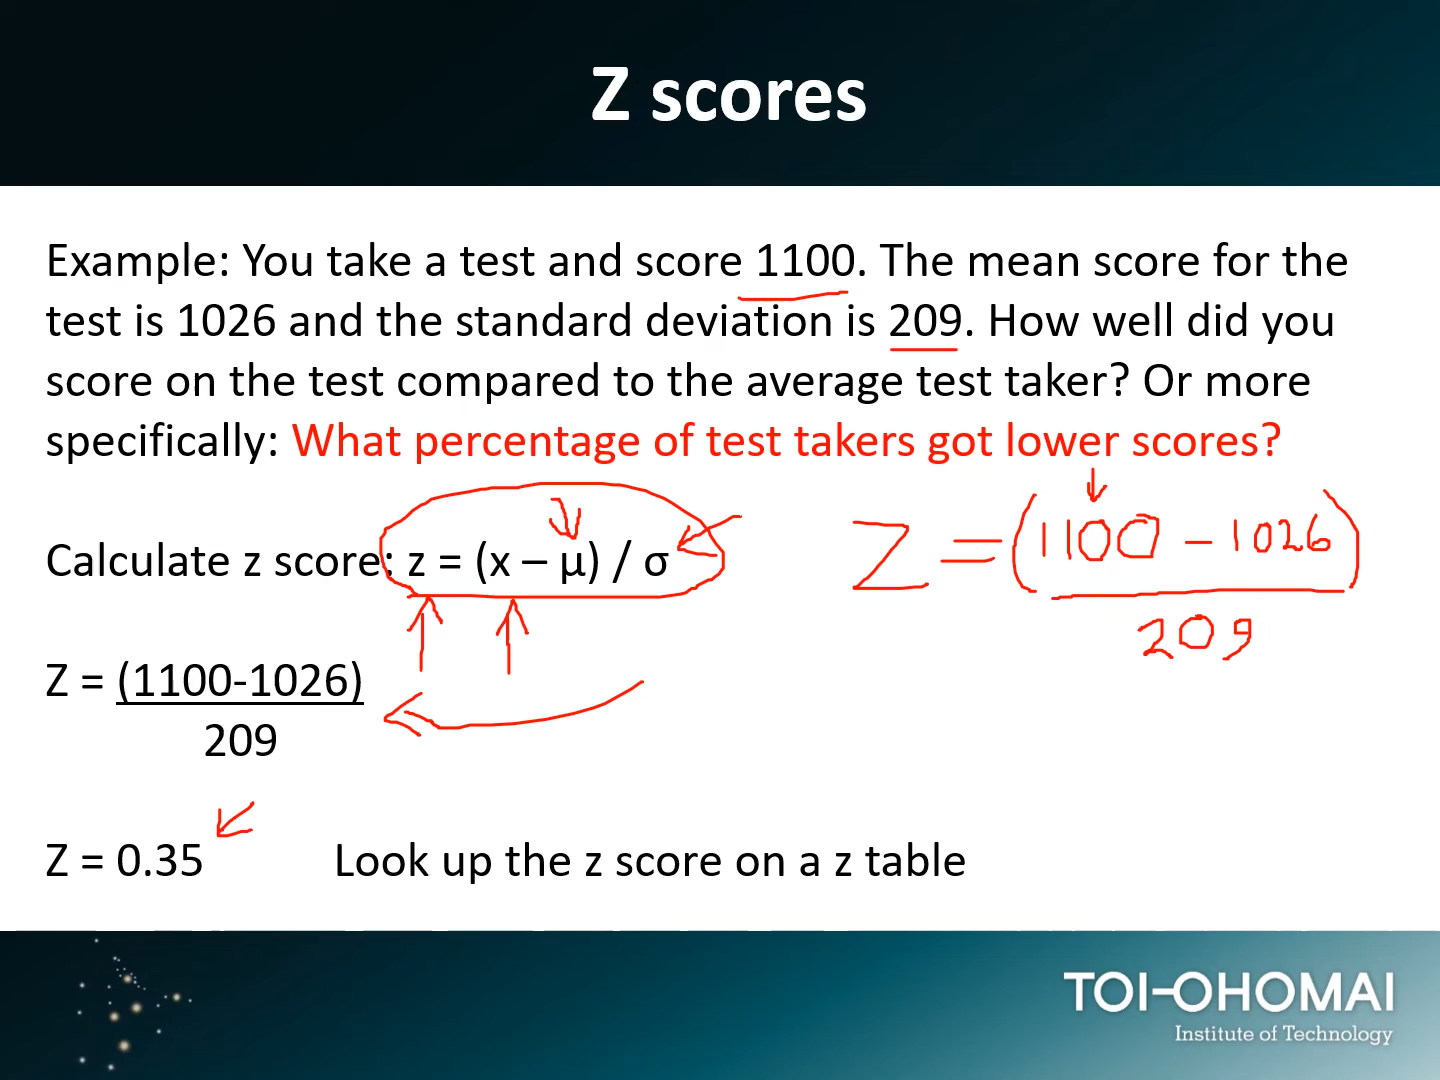 Z scores
Example: You take a test and score 1100. The mean score for the
test is 1026 and the standard deviation is 209. How well did you
score on the test compared to the average test taker? Or more
specifically: What percentage of test takers got lower scores?
Calculate z score: z = (x – μ) / σ
Z = (1100 – 1026)
209
Z = (1100-1026)
209
Z = 0.35 Look up the z score on a z table
TOI-OHOMAI
Institute of Technology